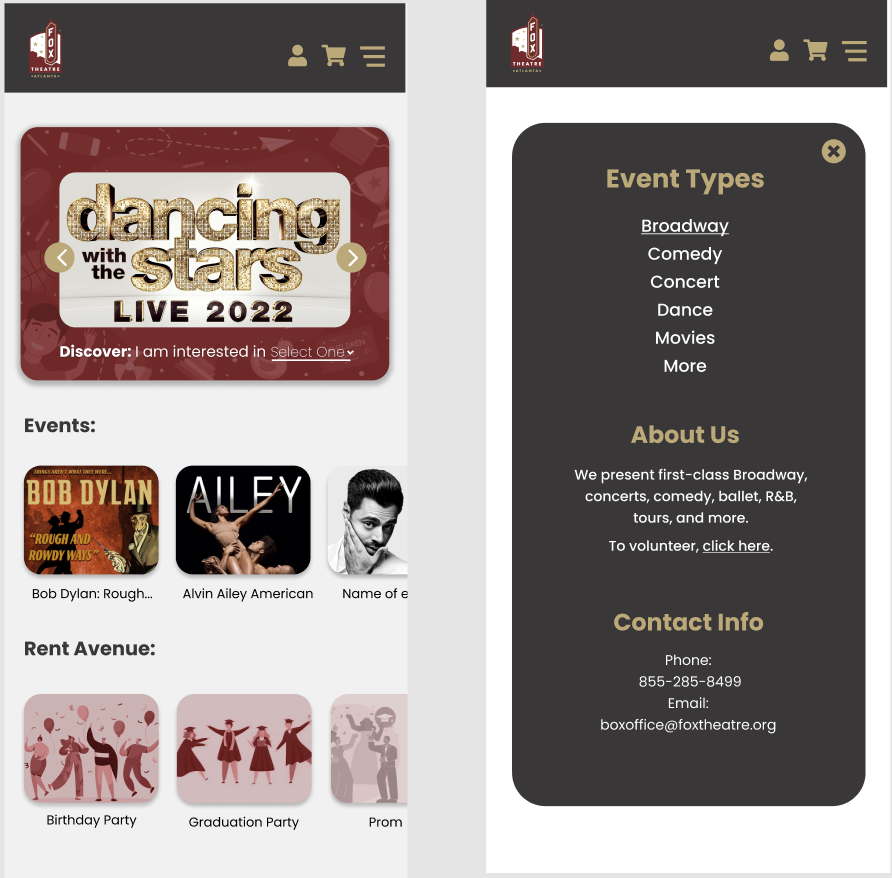 FOX
THEATRE
•ATLANTA•
dancing
with
the
stars
LIVE 2022
Discover: I am interested in Select One
Events:
THINGS AREN'T WHAT THEY WERE...
BOB DYLAN
"ROUGH AND
ROWDY WAYS"
AILEY
Bob Dylan: Rough...
Alvin Ailey American
Name of e
Rent Avenue:
Birthday Party
Graduation Party
Prom
FOX
THEATRE
•ATLANTA•
Event Types
Broadway
Comedy
Concert
Dance
Movies
More
About Us
We present first-class Broadway,
concerts, comedy, ballet, R&B,
tours, and more.
To volunteer, click here.
Contact Info
Phone:
855-285-8499
Email:
boxoffice@foxtheatre.org